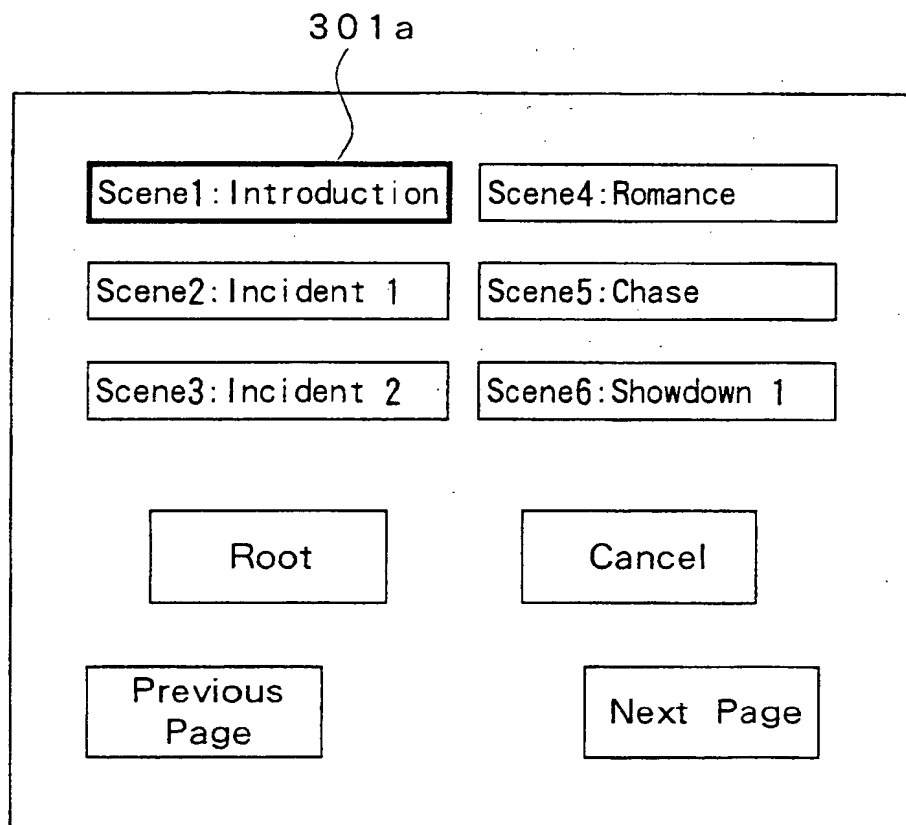 301a
Scene1:Introduction
Scene4:Romance
Scene2:Incident 1
Scene5:Chase
Scene3:Incident 2
Scene6:Showdown 1
Root
Cancel
Previous
Page
Next Page